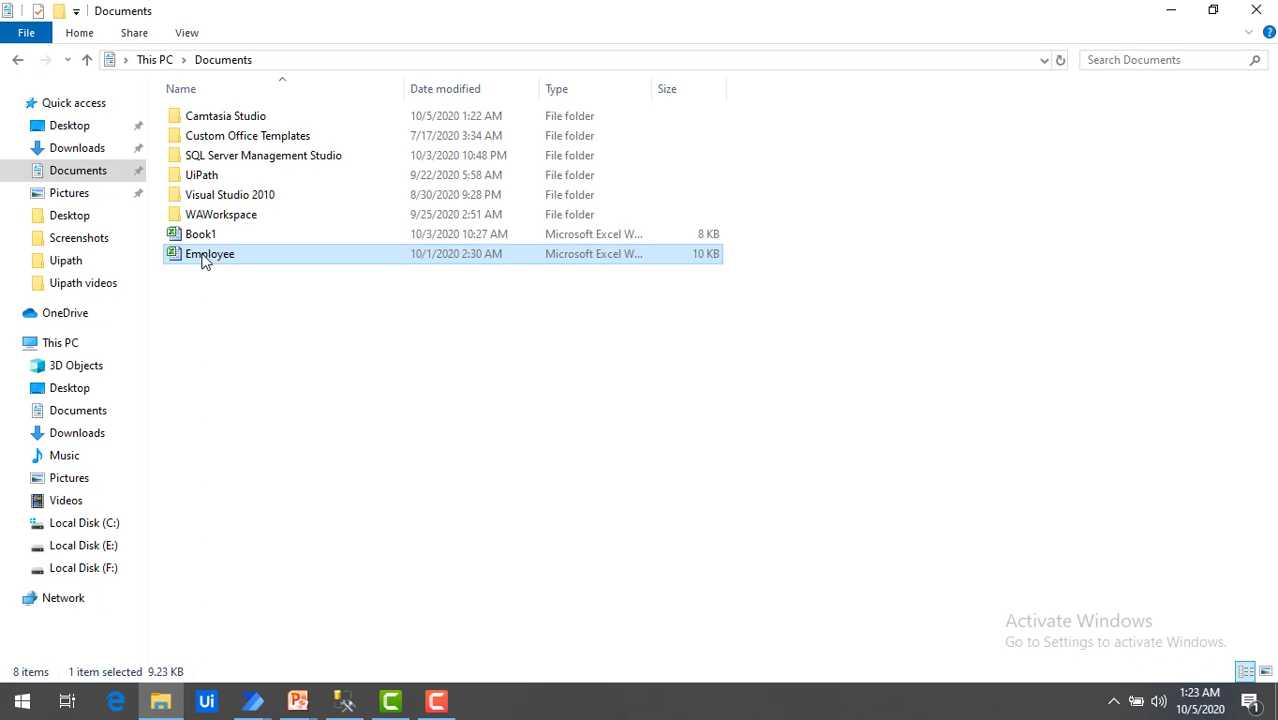 Documents
File Home Share View
This PC Documents Search Documents
Name Date modified Type Size
Quick access
Desktop
Downloads
Documents
Pictures
Desktop
Screenshots
Uipath
Uipath videos
OneDrive
This PC
3D Objects
Desktop
Documents
Downloads
Music
Pictures
Videos
Local Disk (C:)
Local Disk (E:)
Local Disk (F:)
Network
Camtasia Studio 10/5/2020 1:22 AM File folder
Custom Office Templates 7/17/2020 3:34 AM File folder
SQL Server Management Studio 10/3/2020 10:48 PM File folder
UiPath 9/22/2020 5:58 AM File folder
Visual Studio 2010 8/30/2020 9:28 PM File folder
WAWorkspace 9/25/2020 2:51 AM File folder
Book1 10/3/2020 10:27 AM Microsoft Excel W... 8 KB
Employee 10/1/2020 2:30 AM Microsoft Excel W... 10 KB
Activate Windows
Go to Settings to activate Windows.
8 items 1 item selected 9.23 KB
Ui
1:23 AM
10/5/2020
1